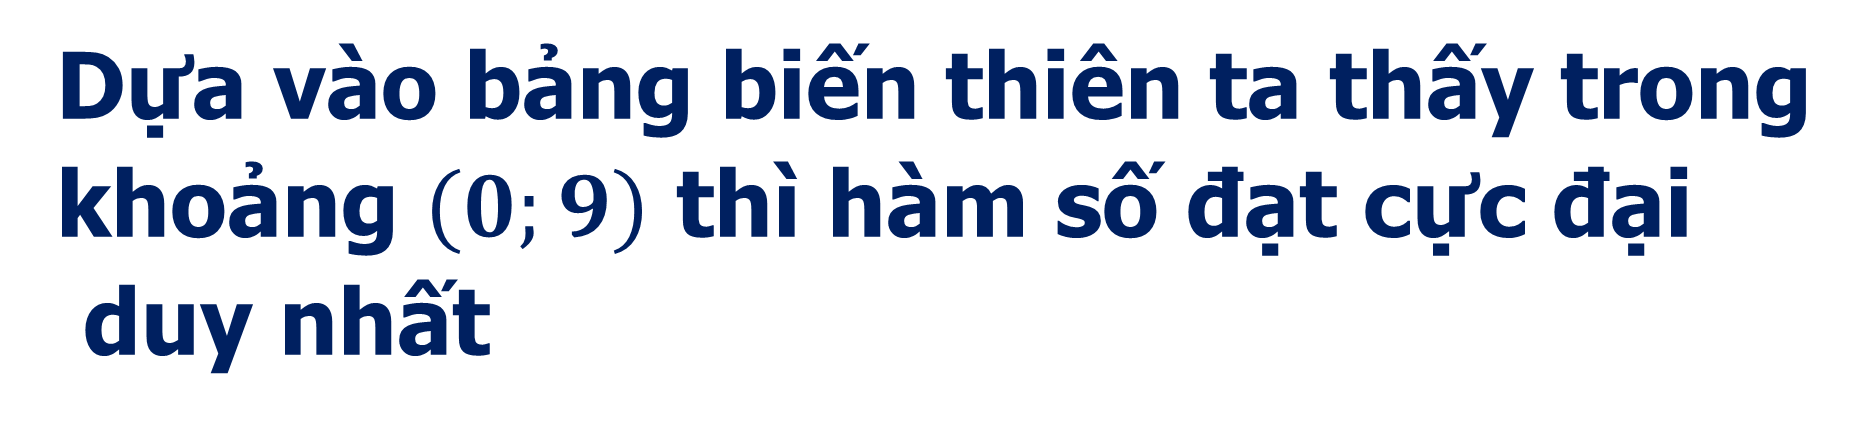 Dựa vào bảng biến thiên ta thấy trong
khoảng (0; 9) thì hàm số đạt cực đại
duy nhất